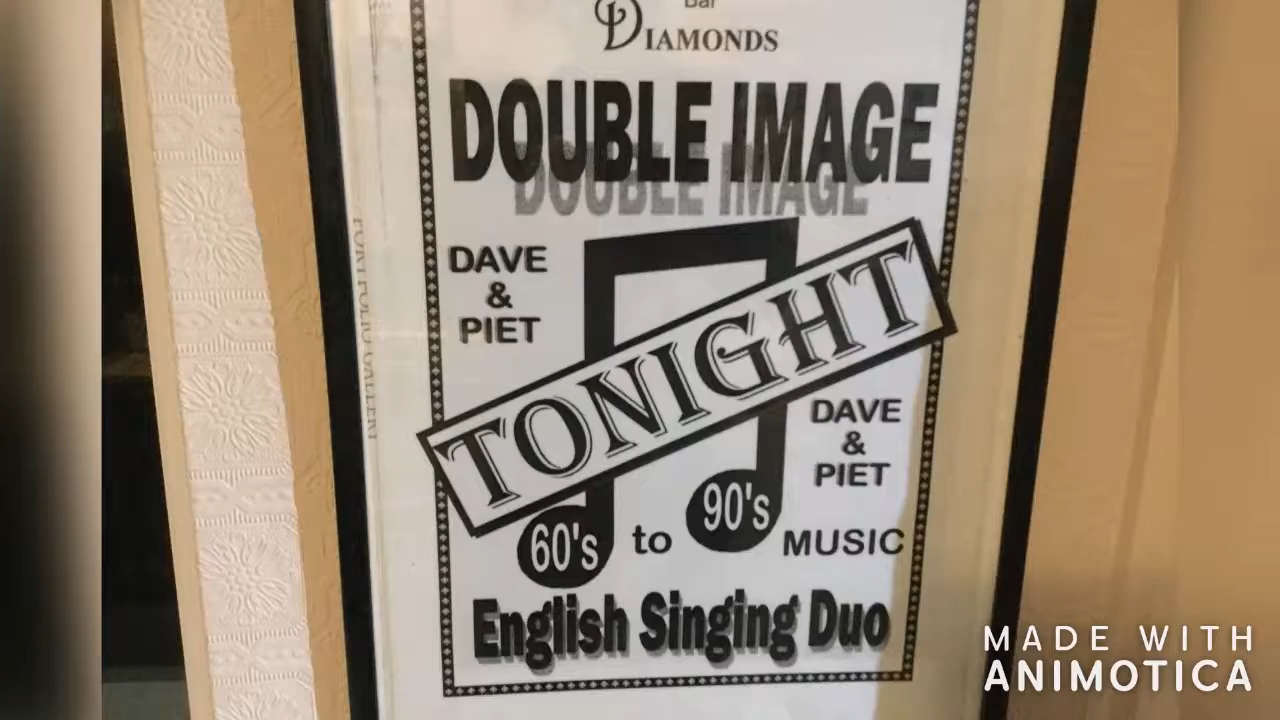 Bar
DIAMONDS
DOUBLE IMAGE
DOUBLE IMAGE
DAVE
&
PIET
TONIGHT
DAVE
&
PIET
60's to 90's MUSIC
English Singing Duo
MADE WITH
ANIMOTICA